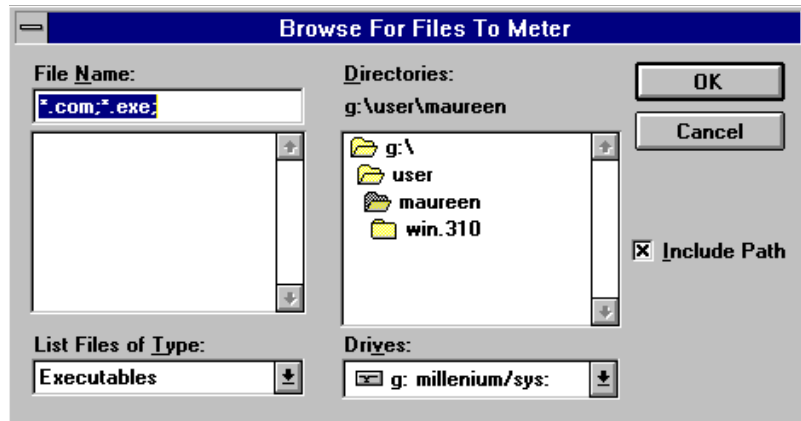 Browse For Files To Meter
File Name:
*.com;*.exe;
Directories:
g:\user\maureen
g:\
user
maureen
win.310
OK
Cancel
Include Path
List Files of Type:
Executables
Drives:
g: millenium/sys: